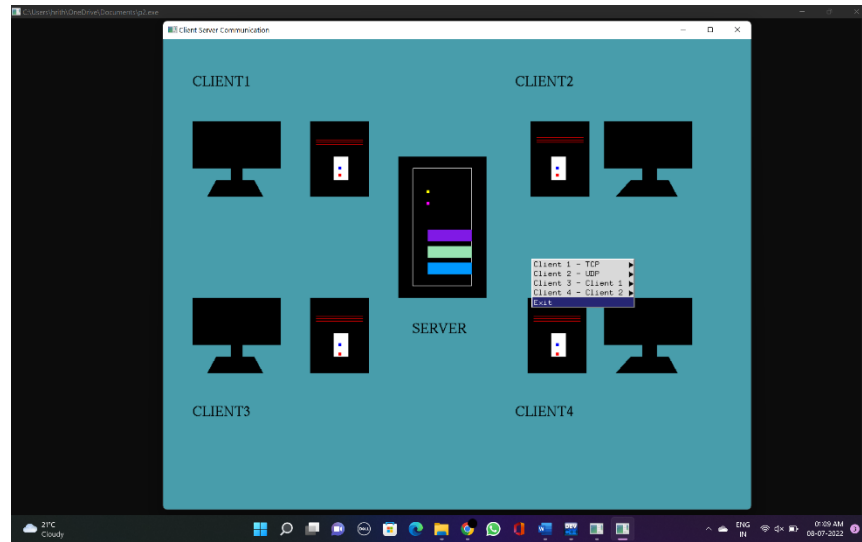 C:\Users\hrith\OneDrive\Documents\p2.exe
Client Server Communication
CLIENT1
CLIENT2
Client 1 - TCP
Client 2 - UDP
Client 3 - Client 1
Client 4 - Client 2
Exit
SERVER
CLIENT3
CLIENT4
21°C
Cloudy
DELL
ENG
IN
01:09 AM
08-07-2022